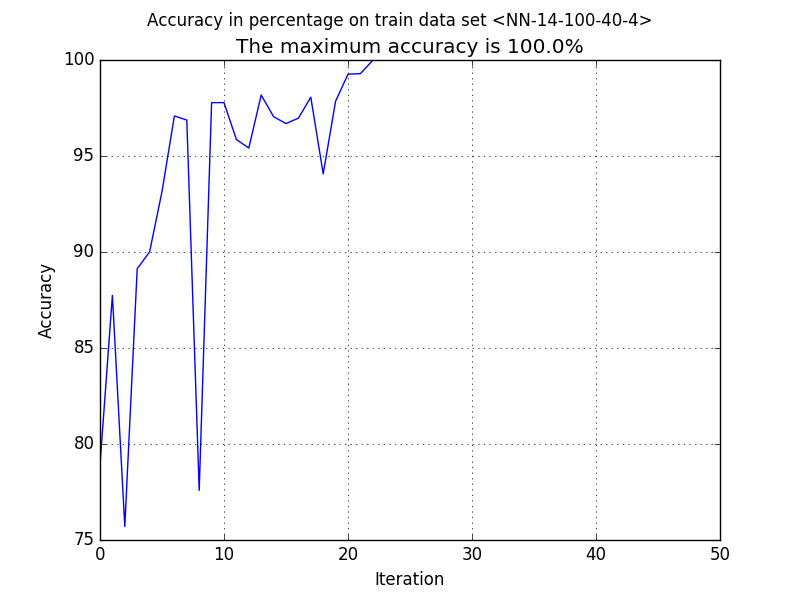 Accuracy in percentage on train data set <NN-14-100-40-4>
The maximum accuracy is 100.0%
100
95
90
85
80
75
Accuracy
0 10 20 30 40 50
Iteration